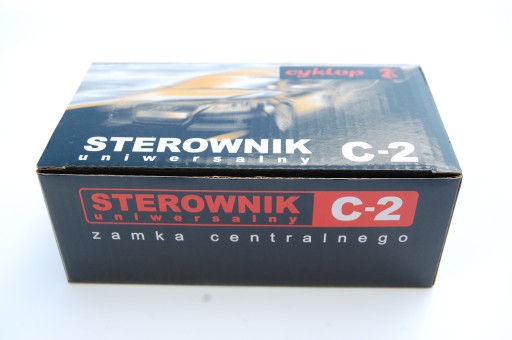 cyklop
STEROWNIK C-2
uniwersalny
STEROWNIK C-2
uniwersalny
zamka centralnego